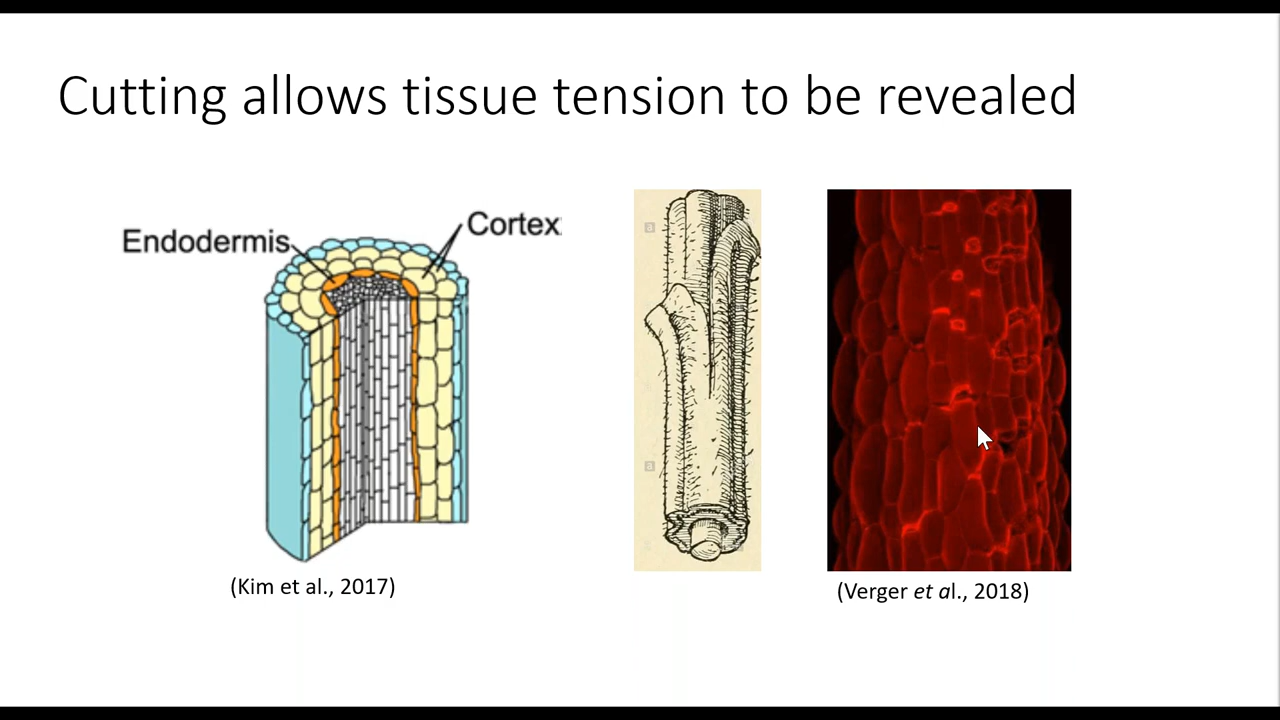 Cutting allows tissue tension to be revealed
Endodermis
Cortex
(Kim et al., 2017)
a
a
(Verger et al., 2018)